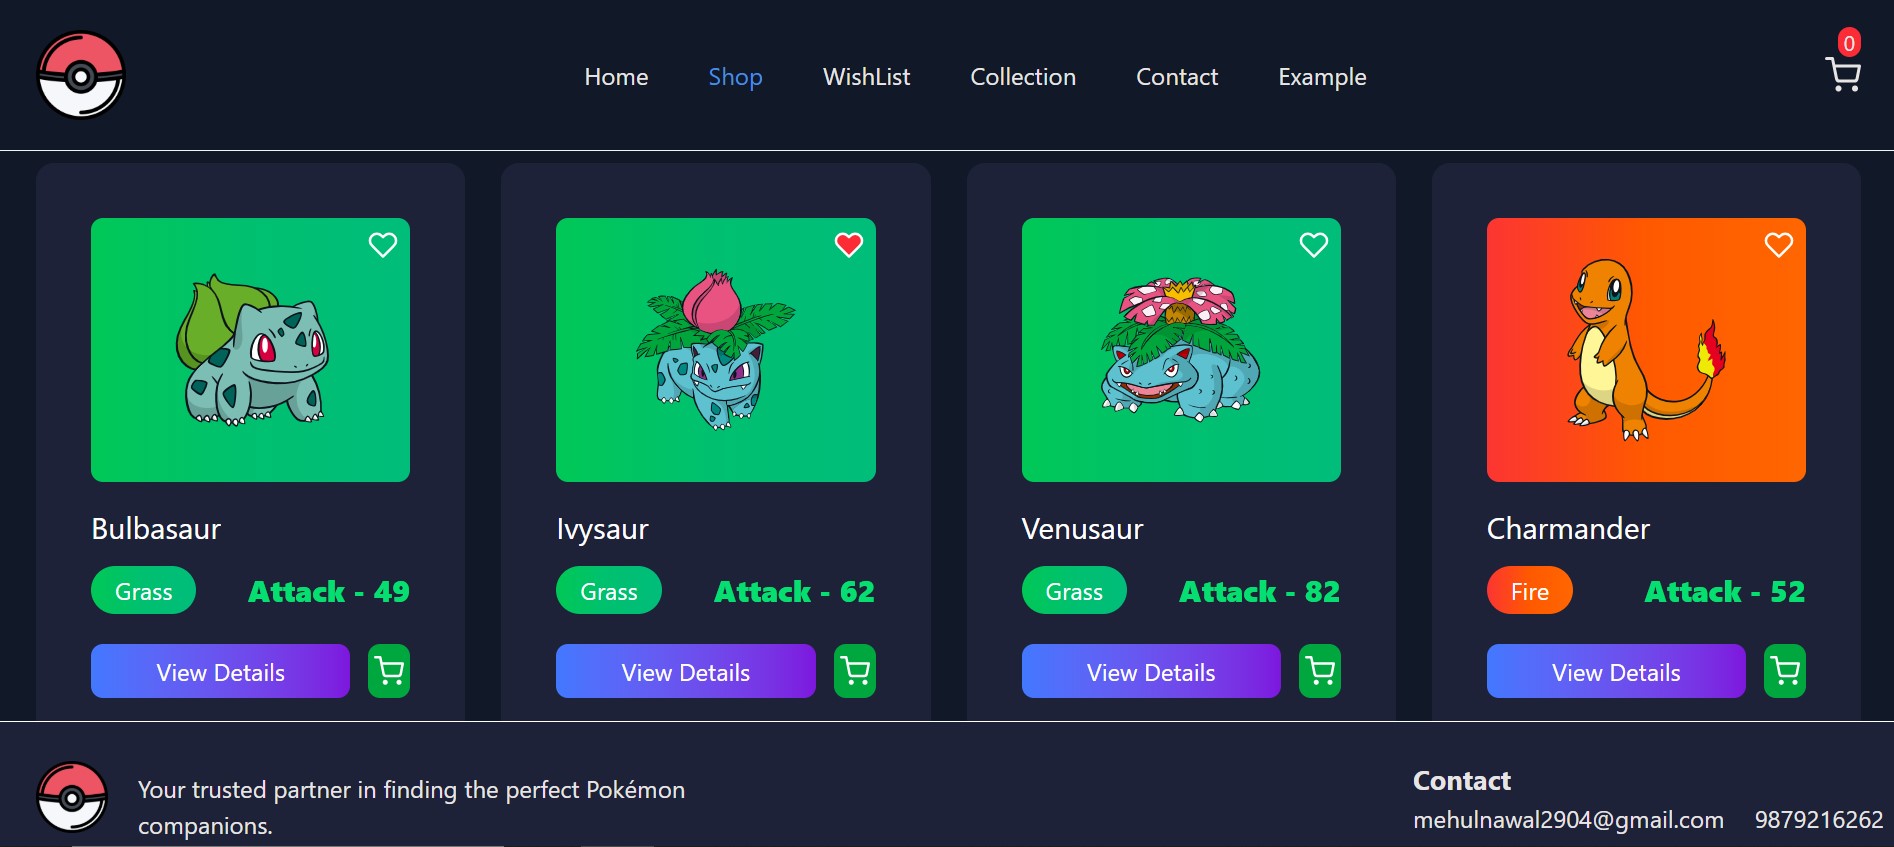 Home Shop WishList Collection Contact Example
0
Bulbasaur
Grass Attack - 49
View Details
Ivysaur
Grass Attack - 62
View Details
Venusaur
Grass Attack - 82
View Details
Charmander
Fire Attack - 52
View Details
Your trusted partner in finding the perfect Pokémon
companions.
Contact
mehulnawal2904@gmail.com 9879216262